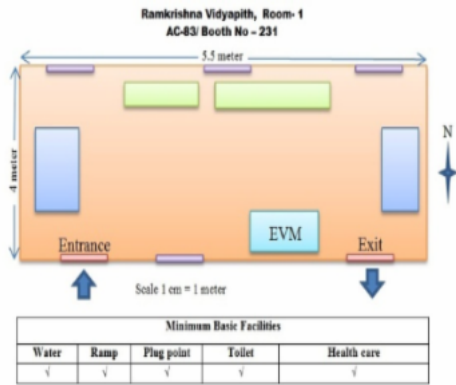 Ramkrishna Vidyapith, Room- 1
AC-83/ Booth No – 231
5.5 meter
4 meter
N
EVM
Entrance
Exit
Scale 1 cm = 1 meter
Minimum Basic Facilities
Water Ramp Plug point Toilet Health care
√ √ √ √ √